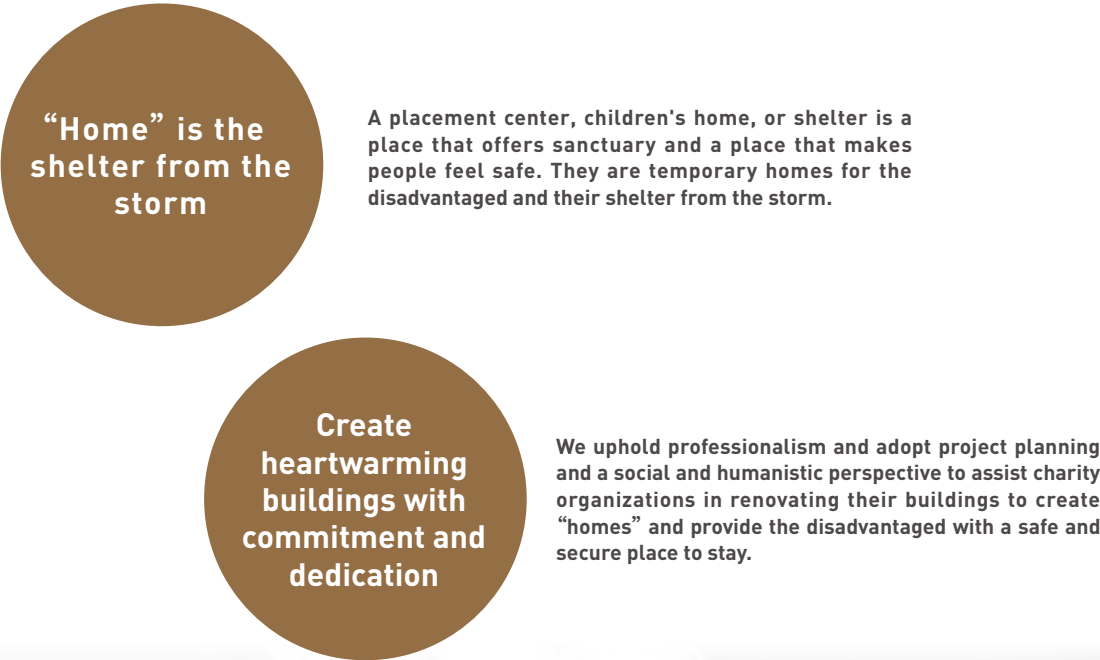 “Home” is the
shelter from the
storm
A placement center, children's home, or shelter is a
place that offers sanctuary and a place that makes
people feel safe. They are temporary homes for the
disadvantaged and their shelter from the storm.
Create
heartwarming
buildings with
commitment and
dedication
We uphold professionalism and adopt project planning
and a social and humanistic perspective to assist charity
organizations in renovating their buildings to create
“homes” and provide the disadvantaged with a safe and
secure place to stay.